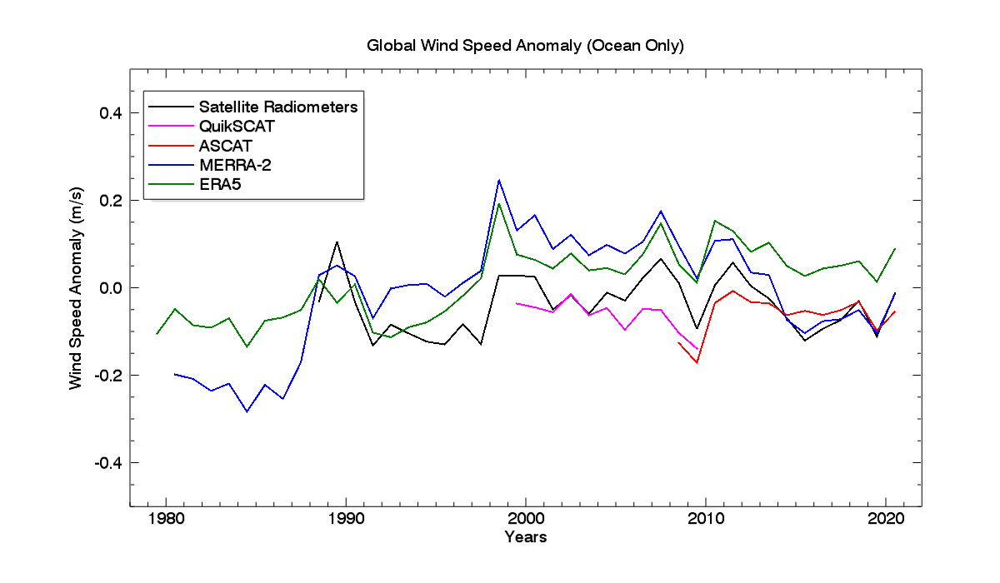 Global Wind Speed Anomaly (Ocean Only)
Satellite Radiometers
QuikSCAT
ASCAT
MERRA-2
ERA5
Wind Speed Anomaly (m/s)
0.4
0.2
0.0
-0.2
-0.4
1980 1990 2000 2010 2020
Years